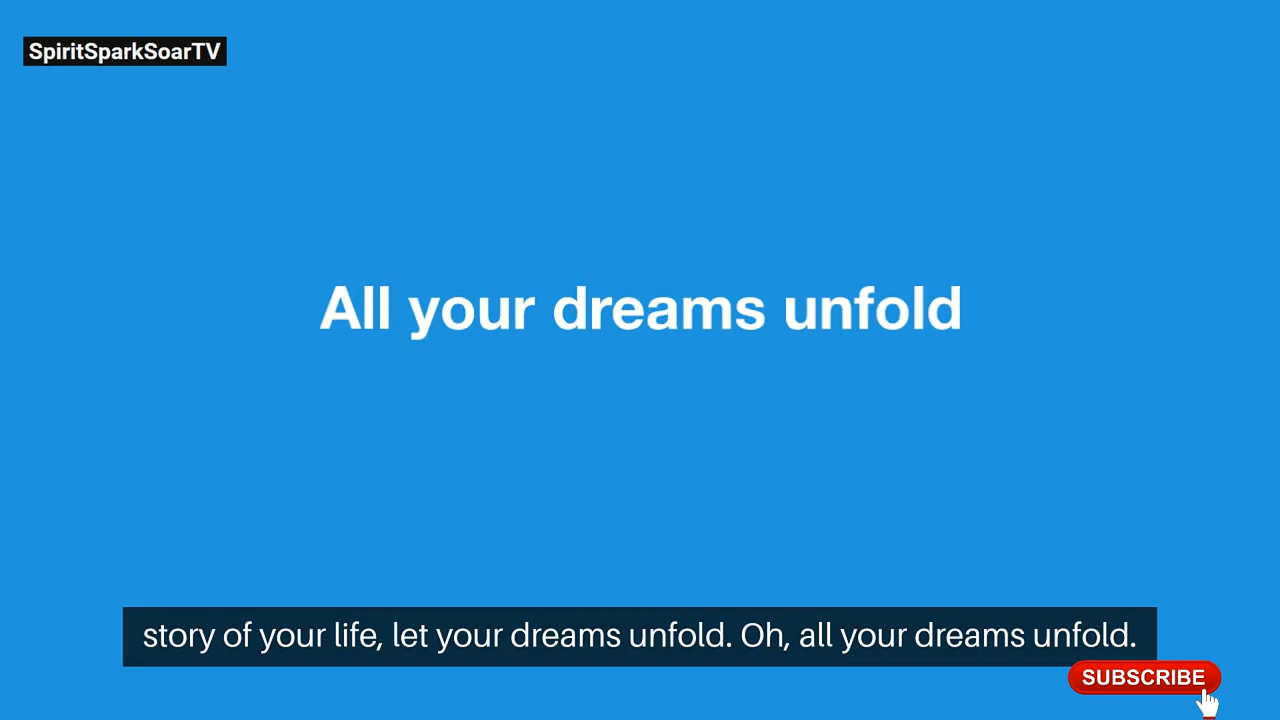 SpiritSparkSoarTV
All your dreams unfold
story of your life, let your dreams unfold. Oh, all your dreams unfold.
SUBSCRIBE